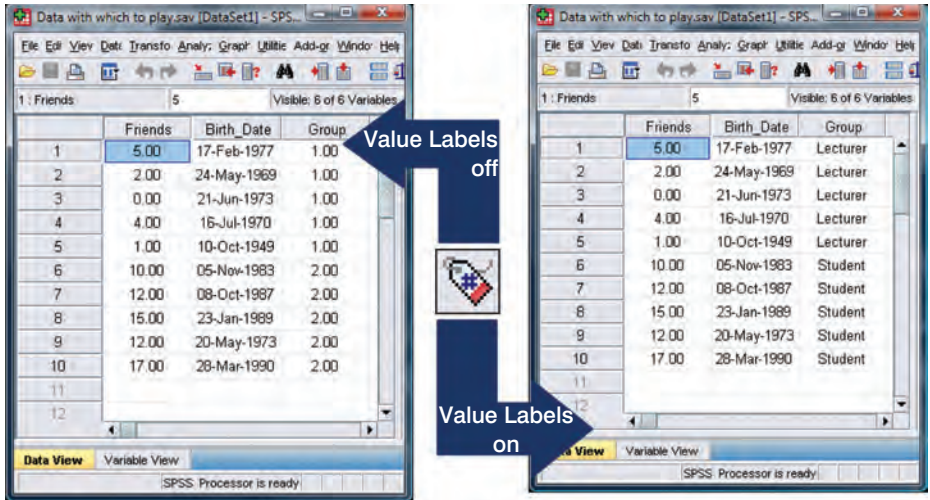 Data with which to play.sav [DataSet1] - SPS...
File Edi View Data Transfo Analyz Graph Utilitie Add-or Windo Help
1 : Friends 5 Visible: 6 of 6 Variables
Friends Birth_Date Group
1 5.00 17-Feb-1977 1.00
2 2.00 24-May-1969 1.00
3 0.00 21-Jun-1973 1.00
4 4.00 16-Jul-1970 1.00
5 1.00 10-Oct-1949 1.00
6 10.00 05-Nov-1983 2.00
7 12.00 08-Oct-1987 2.00
8 15.00 23-Jan-1989 2.00
9 12.00 20-May-1973 2.00
10 17.00 28-Mar-1990 2.00
11
12
Data View Variable View
SPSS Processor is ready
Value Labels
off
Value Labels
on
Data with which to play.sav [DataSet1] - SPS...
File Edi View Data Transfo Analyz Graph Utilitie Add-or Windo Help
1 : Friends 5 Visible: 6 of 6 Variables
Friends Birth_Date Group
1 5.00 17-Feb-1977 Lecturer
2 2.00 24-May-1969 Lecturer
3 0.00 21-Jun-1973 Lecturer
4 4.00 16-Jul-1970 Lecturer
5 1.00 10-Oct-1949 Lecturer
6 10.00 05-Nov-1983 Student
7 12.00 08-Oct-1987 Student
8 15.00 23-Jan-1989 Student
9 12.00 20-May-1973 Student
10 17.00 28-Mar-1990 Student
11
12
a View Variable View
SPSS Processor is ready